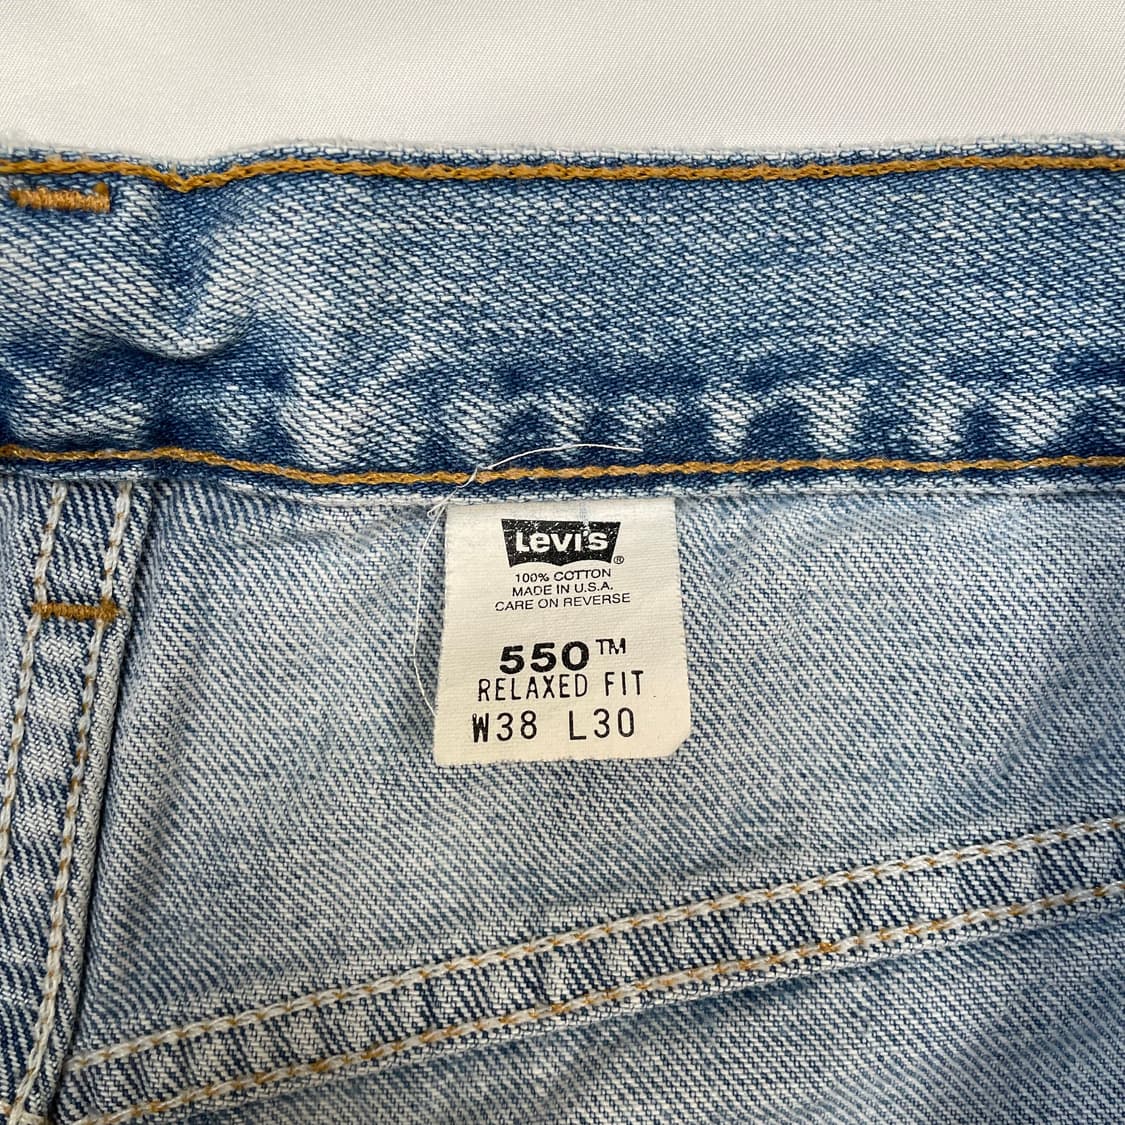 Levi's®
100% COTTON
MADE IN U.S.A.
CARE ON REVERSE
550™
RELAXED FIT
W38 L30